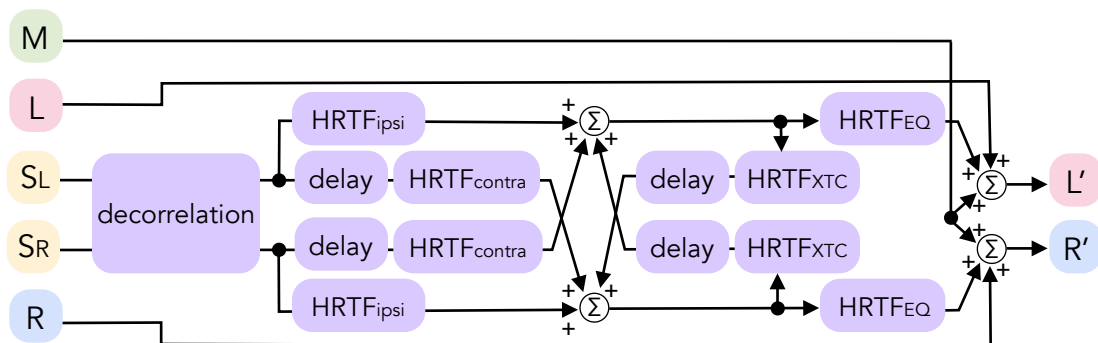 M
L
SL
SR
R
decorrelation
HRTFipsi
delay
HRTFcontra
delay
HRTFcontra
HRTFipsi
+
+
+
Σ
+
+
+
Σ
delay
HRTFXTC
delay
HRTFXTC
HRTFEQ
HRTFEQ
+
+
+
Σ
+
+
+
Σ
L'
R'